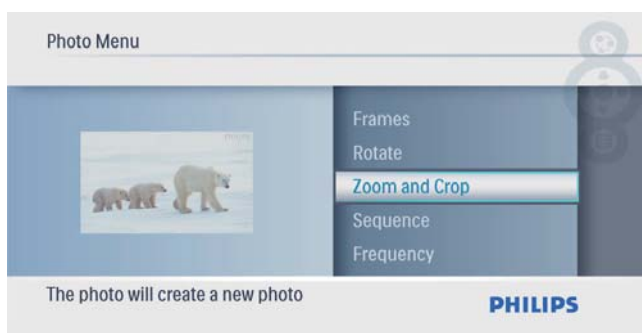 Photo Menu
Frames
Rotate
Zoom and Crop
Sequence
Frequency
The photo will create a new photo
PHILIPS